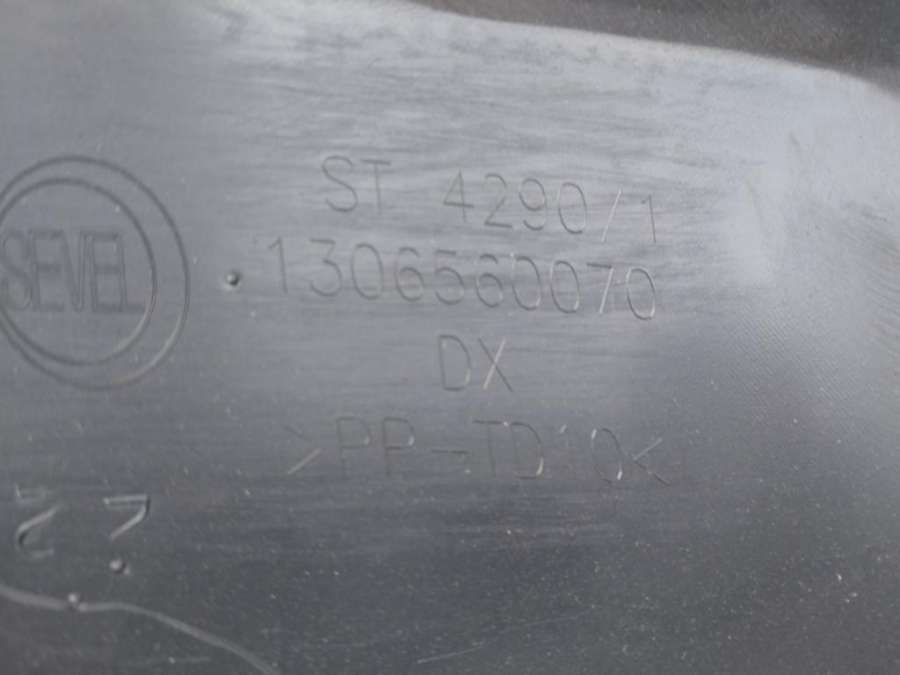 SEVEL
ST 4290/1
1306560070
DX
>PP-TD10<